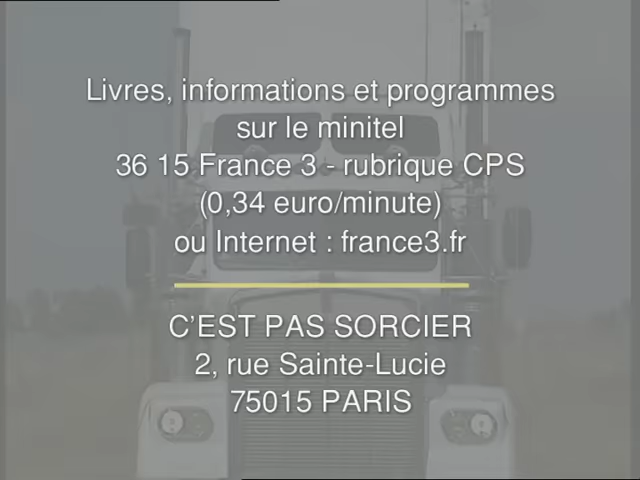 Livres, informations et programmes
sur le minitel
36 15 France 3 - rubrique CPS
(0,34 euro/minute)
ou Internet : france3.fr
C'EST PAS SORCIER
2, rue Sainte-Lucie
75015 PARIS